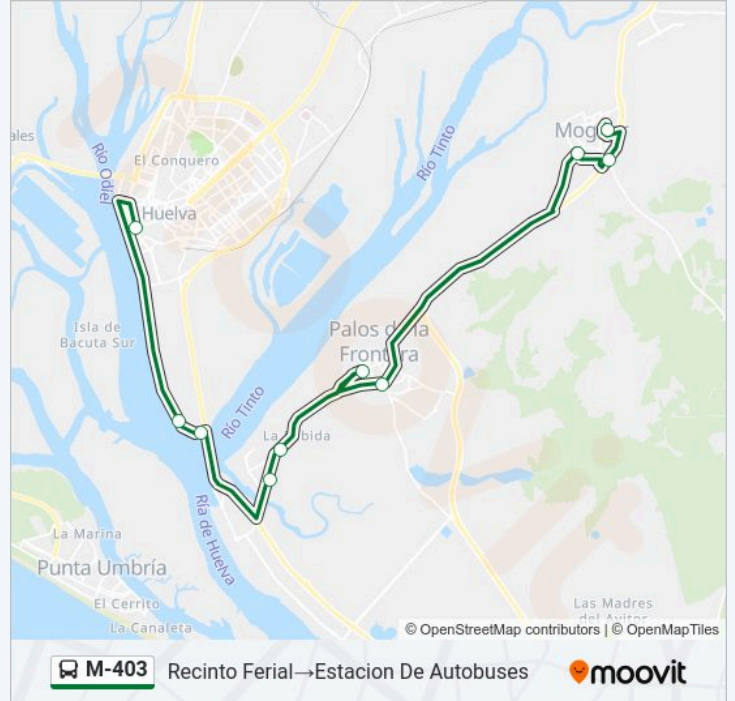 ales
Río Odiel
El Conquero
Huelva
Río Tinto
Isla de
Bacuta Sur
Palos de la
Frontera
Río Tinto
La Rábida
Ría de Huelva
La Marina
Punta Umbría
El Cerrito
La Canaleta
Las Madres
© OpenStreetMap contributors | © OpenMapTiles
M-403 Recinto Ferial→Estacion De Autobuses
moovit